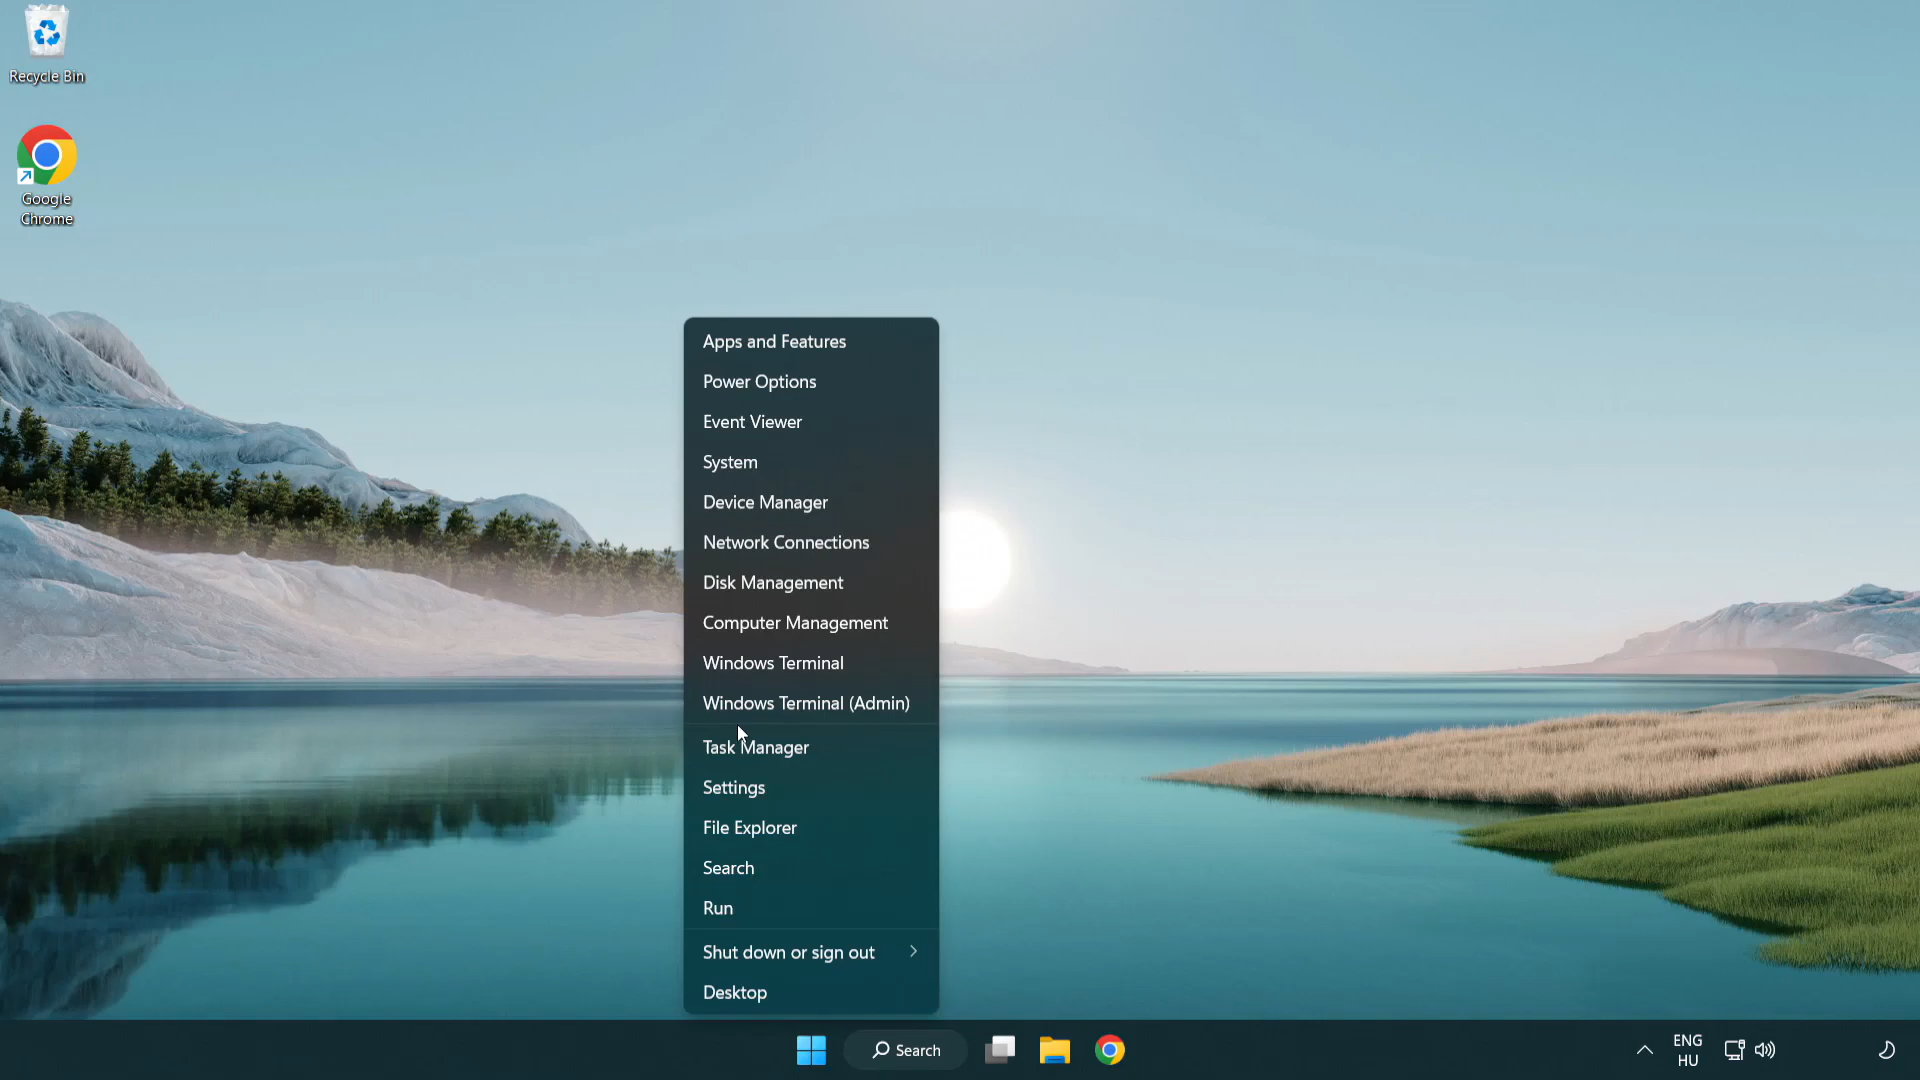 Recycle Bin
Google
Chrome
Apps and Features
Power Options
Event Viewer
System
Device Manager
Network Connections
Disk Management
Computer Management
Windows Terminal
Windows Terminal (Admin)
Task Manager
Settings
File Explorer
Search
Run
Shut down or sign out
Desktop
Search
ENG
HU